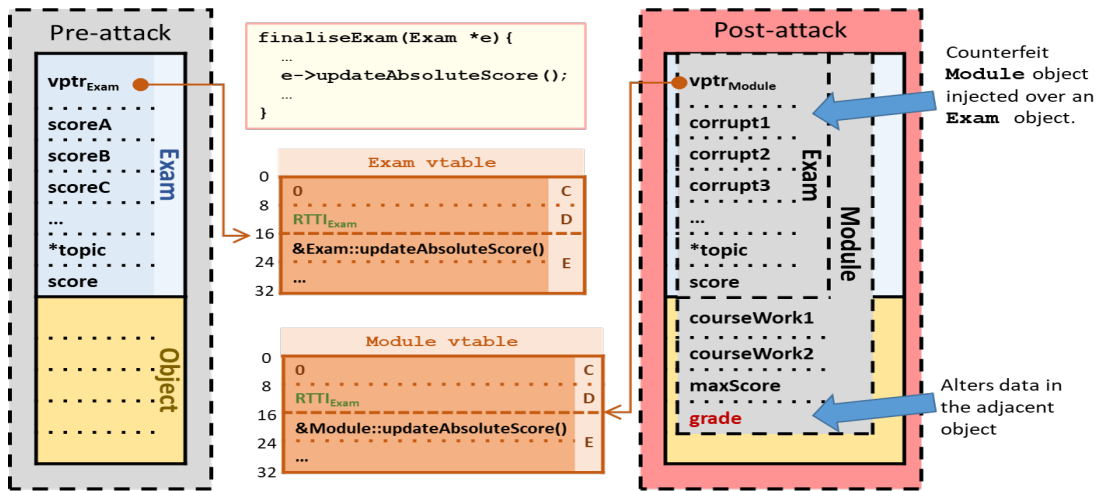 Pre-attack
vptrExam
scoreA
scoreB
scoreC
...
*topic
score
Exam
Object
finaliseExam(Exam *e){
...
e->updateAbsoluteScore();
...
}
Exam vtable
0
8
16
24
32
0
C
RTTIExam
D
&Exam::updateAbsoluteScore()
E
...
Module vtable
0
8
16
24
32
0
C
RTTIExam
D
&Module::updateAbsoluteScore()
E
...
Post-attack
vptrModule
corrupt1
corrupt2
corrupt3
...
*topic
score
Exam
Module
courseWork1
courseWork2
maxScore
grade
Counterfeit
Module object
injected over an
Exam object.
Alters data in
the adjacent
object